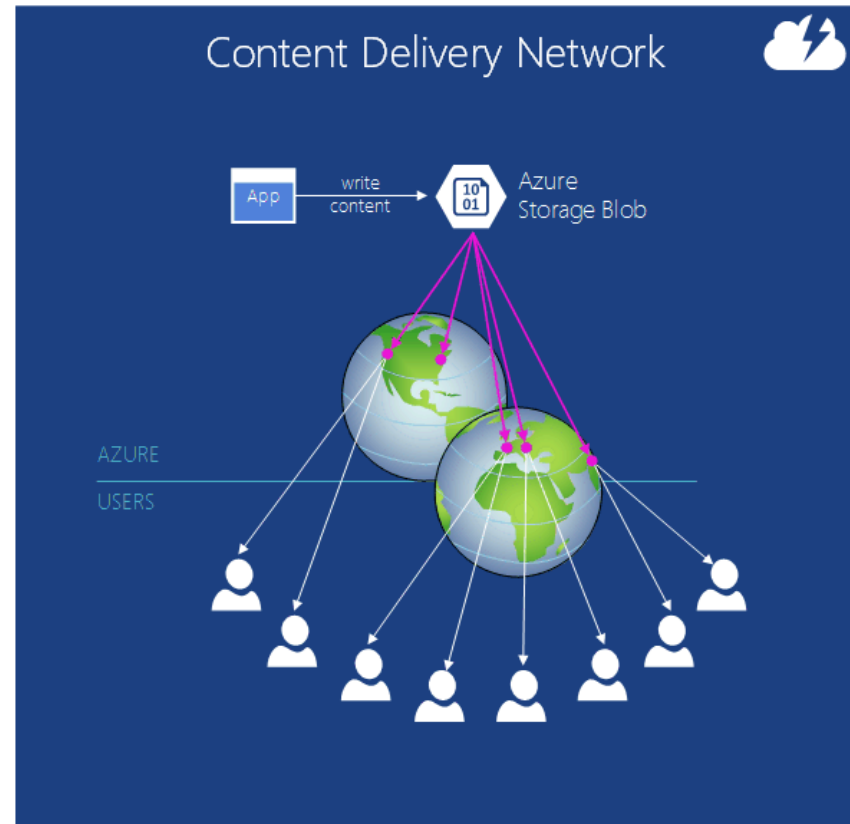 Content Delivery Network
App
write
content
10
01
Azure
Storage Blob
AZURE
USERS